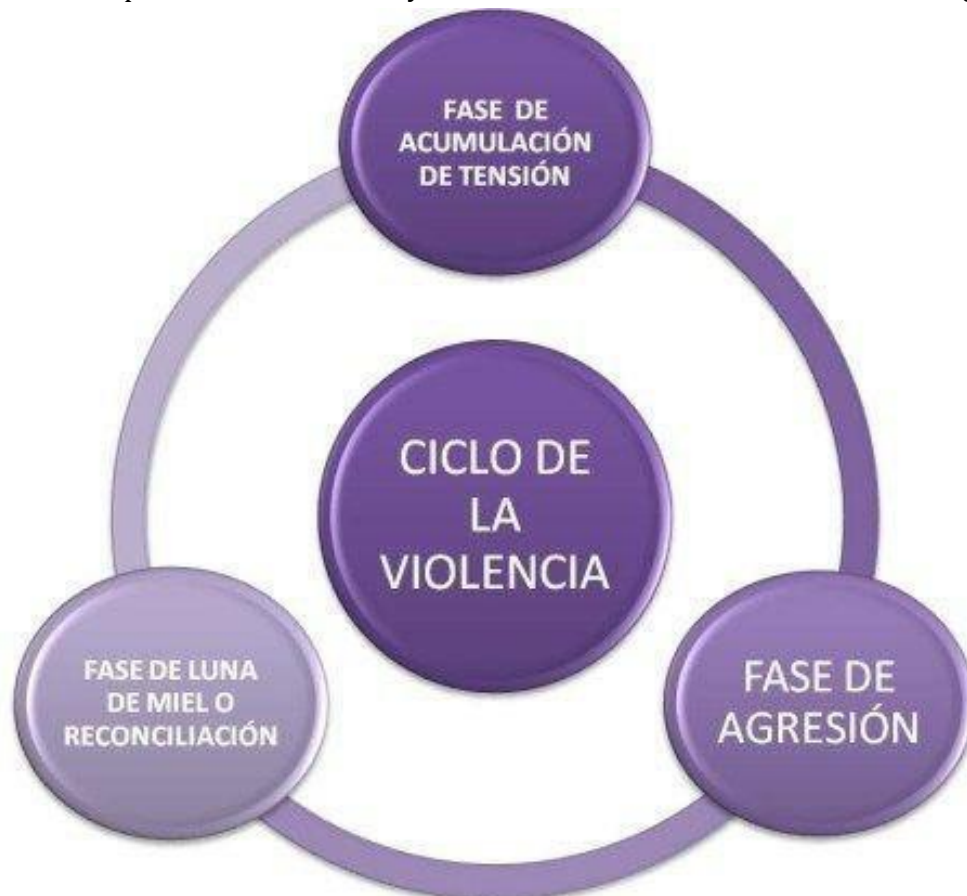 FASE DE
ACUMULACIÓN
DE TENSIÓN
CICLO DE
LA
VIOLENCIA
FASE DE LUNA
DE MIEL O
RECONCILIACIÓN
FASE DE
AGRESIÓN